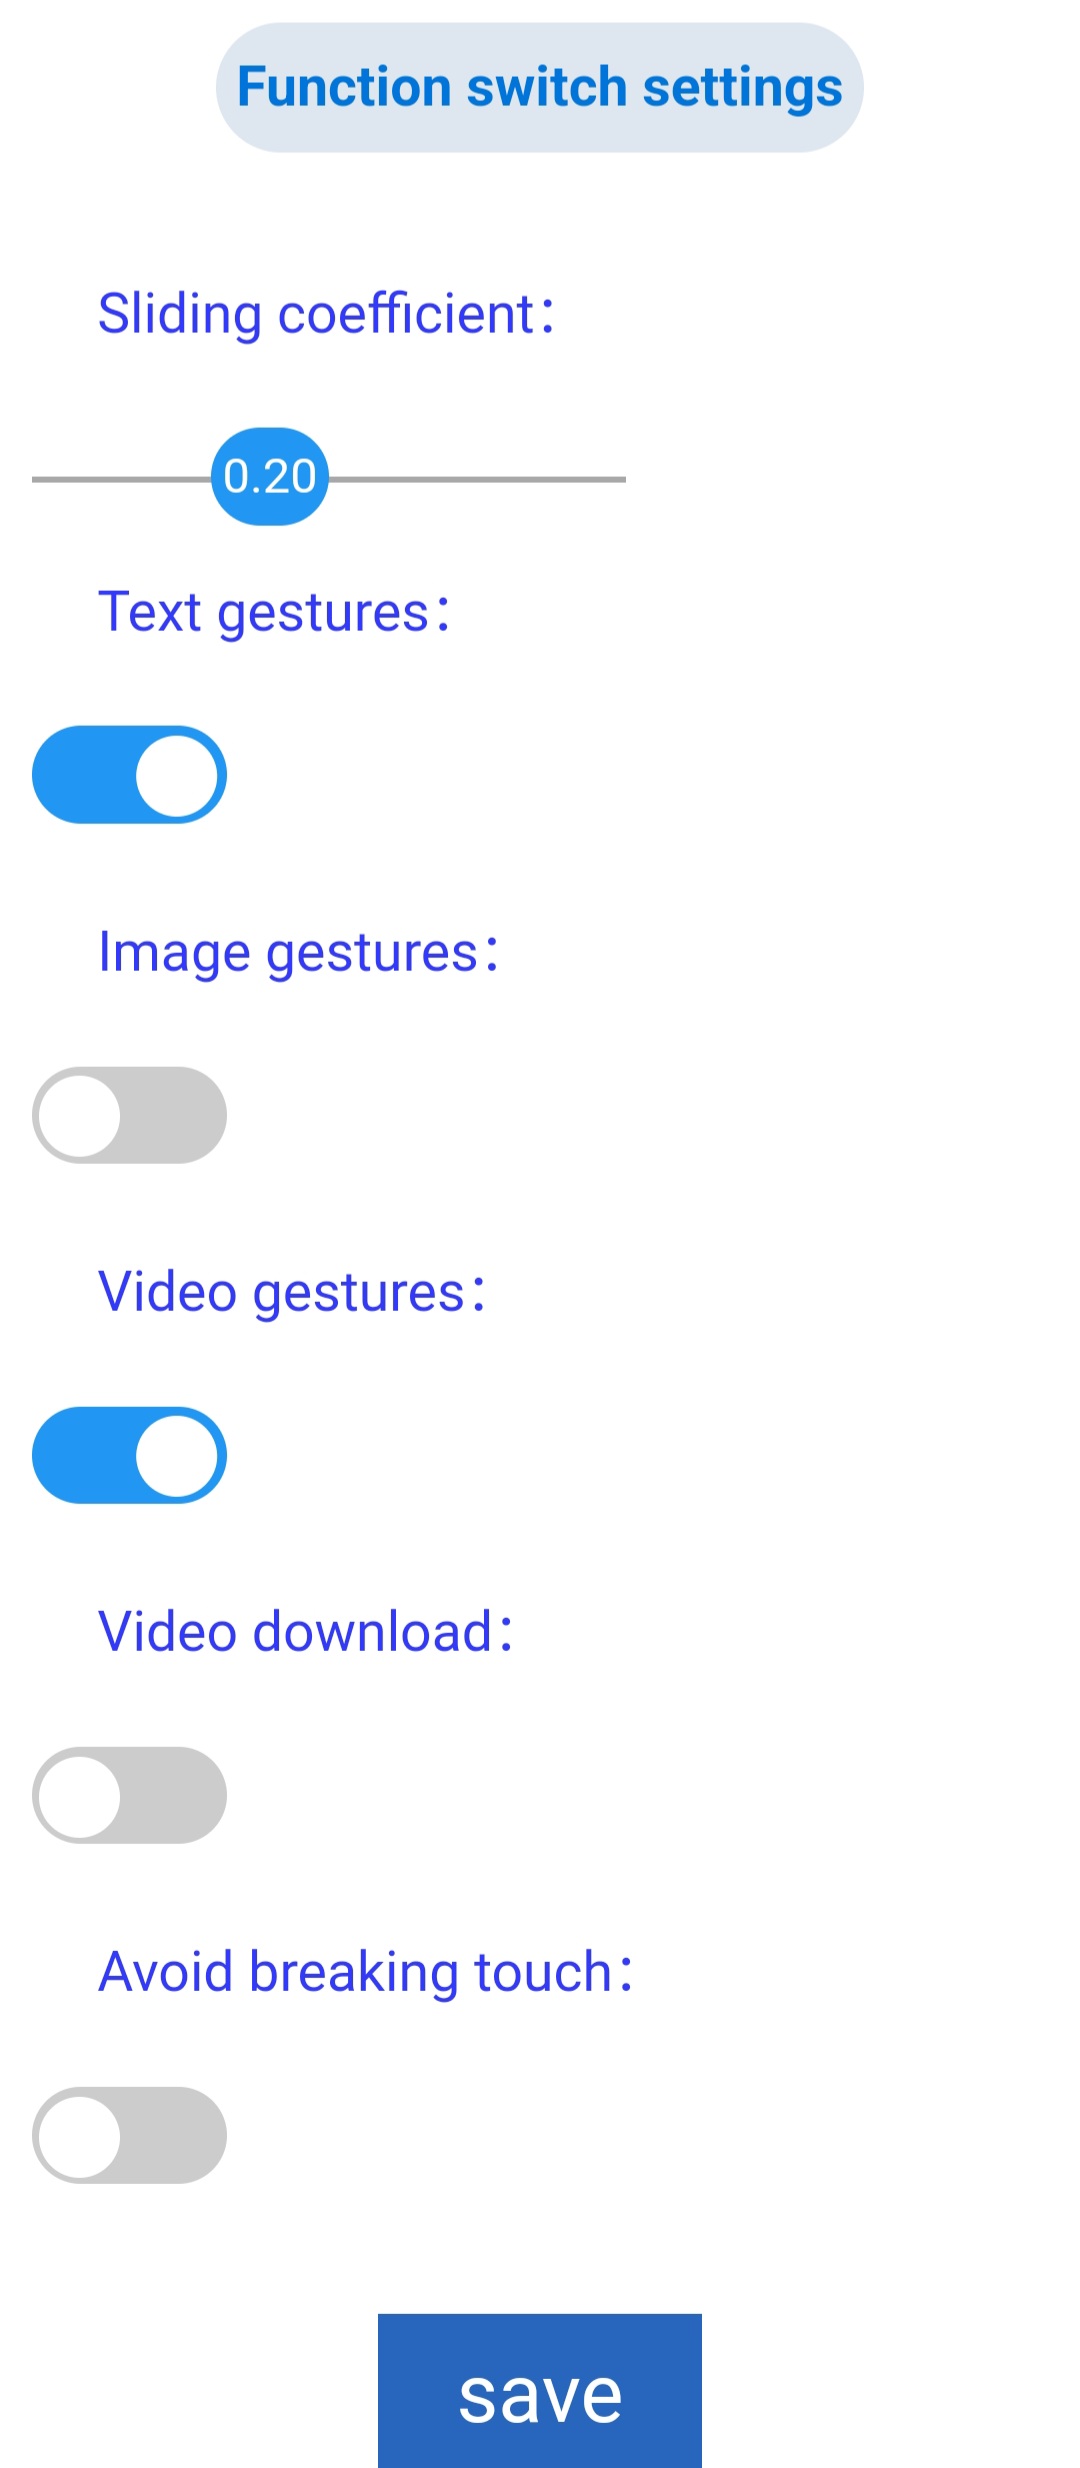 Function switch settings
Sliding coefficient：
0.20
Text gestures：
Image gestures：
Video gestures：
Video download：
Avoid breaking touch：
save